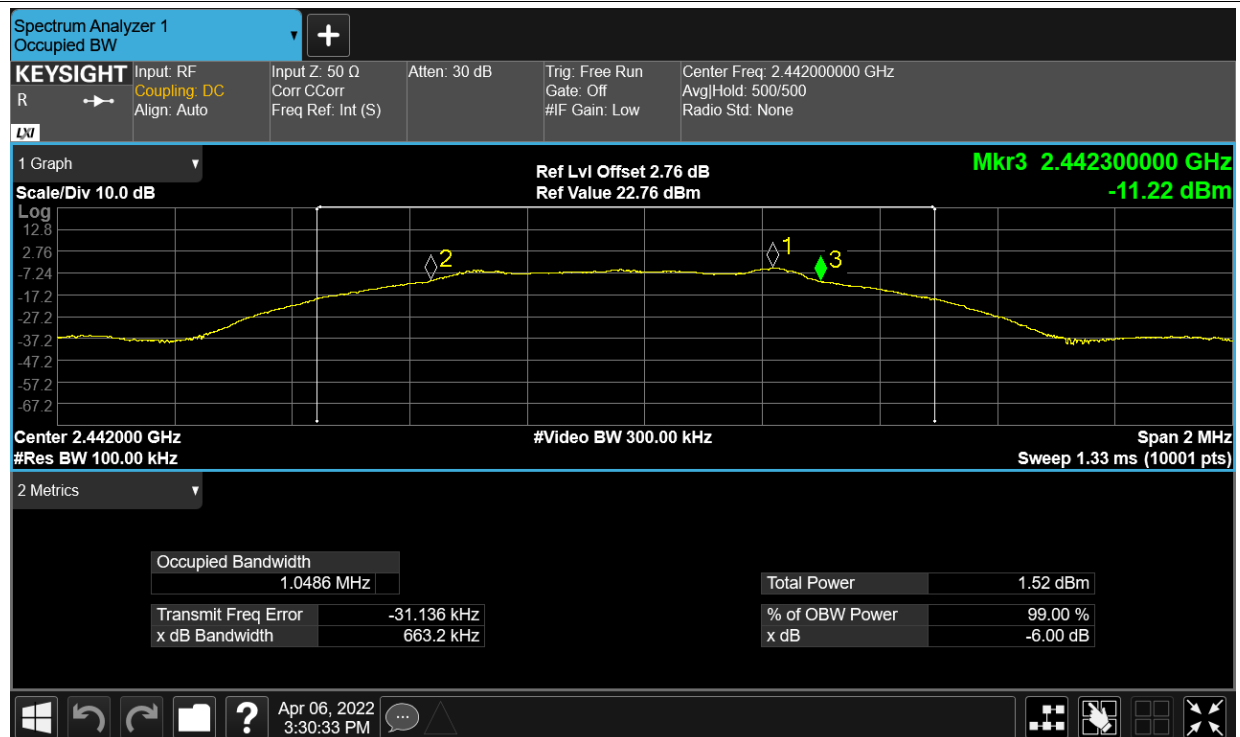 Spectrum Analyzer 1
Occupied BW
+
KEYSIGHT Input: RF Input Z: 50 Ω Atten: 30 dB Trig: Free Run Center Freq: 2.442000000 GHz
R Coupling: DC Corr CCorr Gate: Off Avg|Hold: 500/500
Align: Auto Freq Ref: Int (S) #IF Gain: Low Radio Std: None
LXI
1 Graph Ref Lvl Offset 2.76 dB Mkr3 2.442300000 GHz
Scale/Div 10.0 dB Ref Value 22.76 dBm -11.22 dBm
Log
12.8
2.76
-7.24
-17.2
-27.2
-37.2
-47.2
-57.2
-67.2
2 1 3
Center 2.442000 GHz #Video BW 300.00 kHz Span 2 MHz
#Res BW 100.00 kHz Sweep 1.33 ms (10001 pts)
2 Metrics
Occupied Bandwidth
1.0486 MHz Total Power 1.52 dBm
Transmit Freq Error -31.136 kHz % of OBW Power 99.00 %
x dB Bandwidth 663.2 kHz x dB -6.00 dB
? Apr 06, 2022
3:30:33 PM